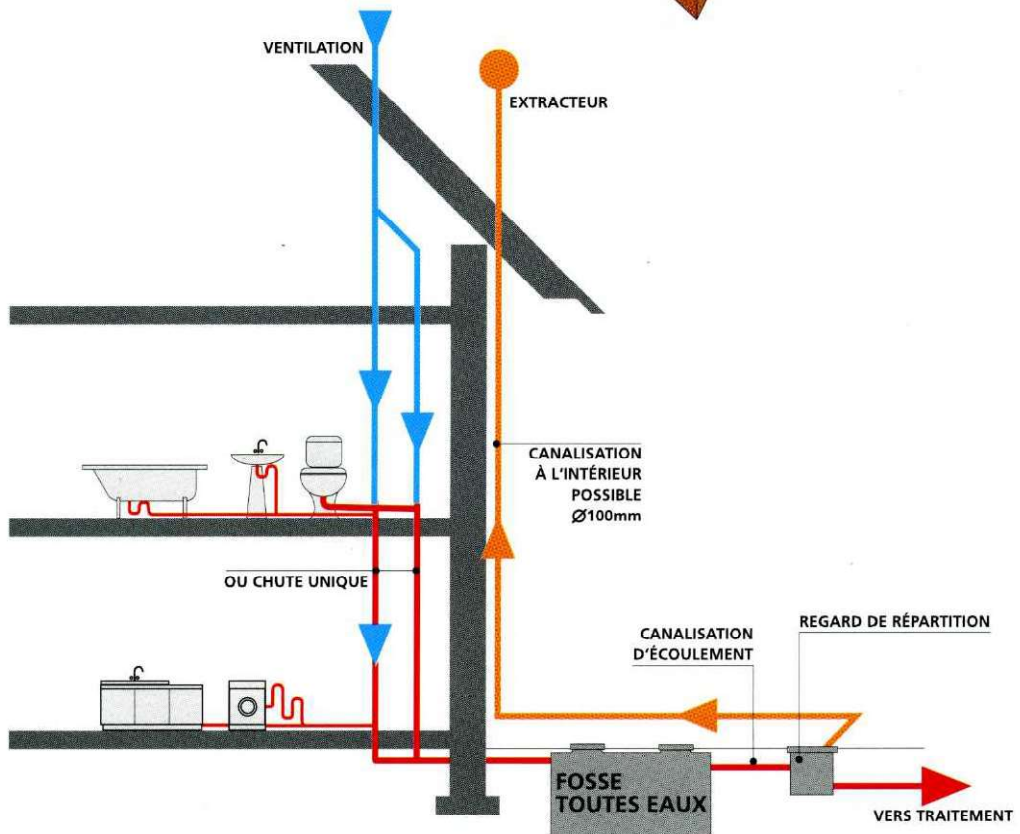 VENTILATION
EXTRACTEUR
CANALISATION
À L'INTÉRIEUR
POSSIBLE
Ø100mm
OU CHUTE UNIQUE
CANALISATION
D'ÉCOULEMENT
REGARD DE RÉPARTITION
FOSSE
TOUTES EAUX
VERS TRAITEMENT